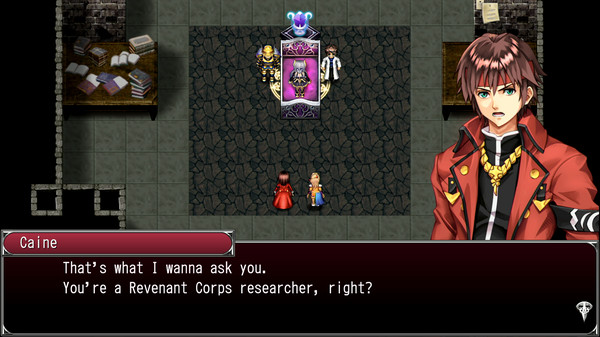 Caine
That's what I wanna ask you.
You're a Revenant Corps researcher, right?